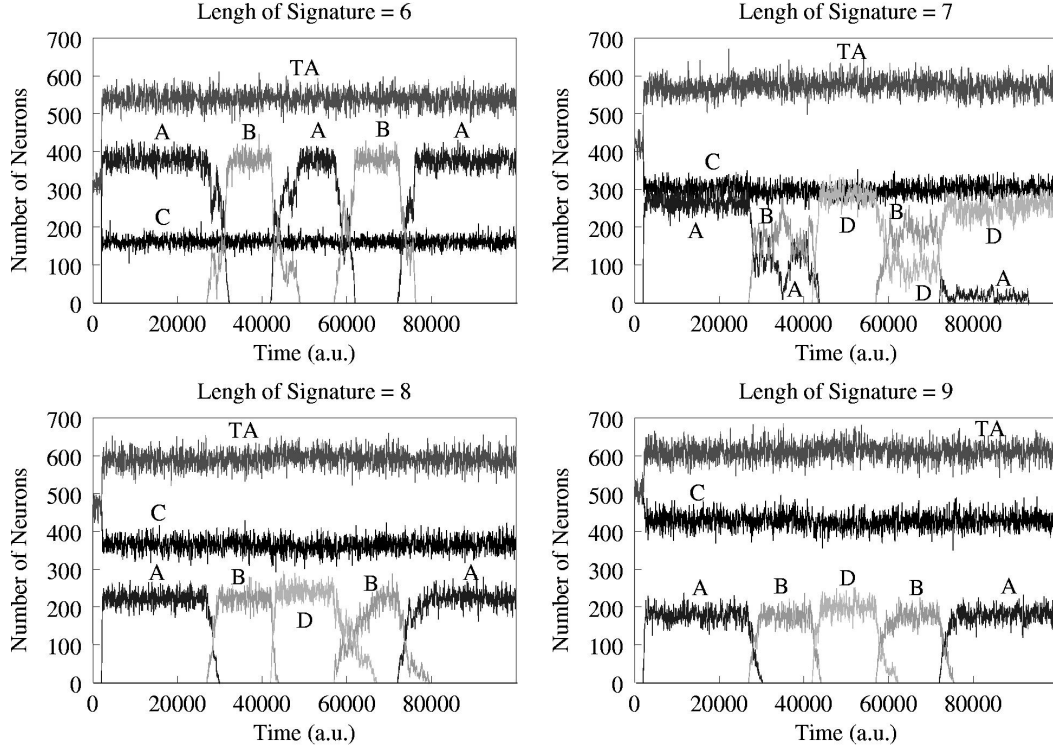 Lengh of Signature = 6
700
600
500
400
300
200
100
0
Number of Neurons
TA
A
B
A
B
A
C
0
20000
40000
60000
80000
Time (a.u.)
Lengh of Signature = 7
700
600
500
400
300
200
100
0
Number of Neurons
TA
C
A
B
A
D
B
D
D
A
0
20000
40000
60000
80000
Time (a.u.)
Lengh of Signature = 8
700
600
500
400
300
200
100
0
Number of Neurons
TA
C
A
B
D
B
A
0
20000
40000
60000
80000
Time (a.u.)
Lengh of Signature = 9
700
600
500
400
300
200
100
0
Number of Neurons
TA
C
A
B
D
B
A
0
20000
40000
60000
80000
Time (a.u.)